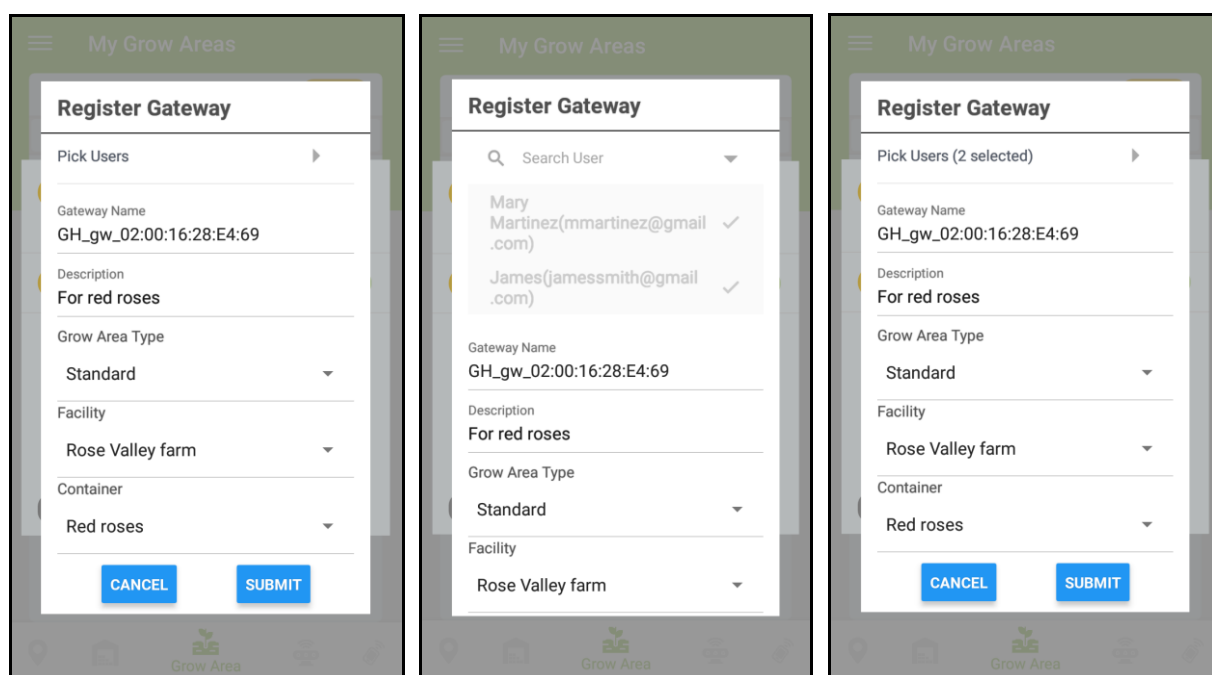 My Grow Areas
Register Gateway
Pick Users
Gateway Name
GH_gw_02:00:16:28:E4:69
Description
For red roses
Grow Area Type
Standard
Facility
Rose Valley farm
Container
Red roses
CANCEL SUBMIT
Grow Area
My Grow Areas
Register Gateway
Search User
Mary
Martinez(mmartinez@gmail
.com)
James(jamessmith@gmail
.com)
Gateway Name
GH_gw_02:00:16:28:E4:69
Description
For red roses
Grow Area Type
Standard
Facility
Rose Valley farm
Grow Area
My Grow Areas
Register Gateway
Pick Users (2 selected)
Gateway Name
GH_gw_02:00:16:28:E4:69
Description
For red roses
Grow Area Type
Standard
Facility
Rose Valley farm
Container
Red roses
CANCEL SUBMIT
Grow Area